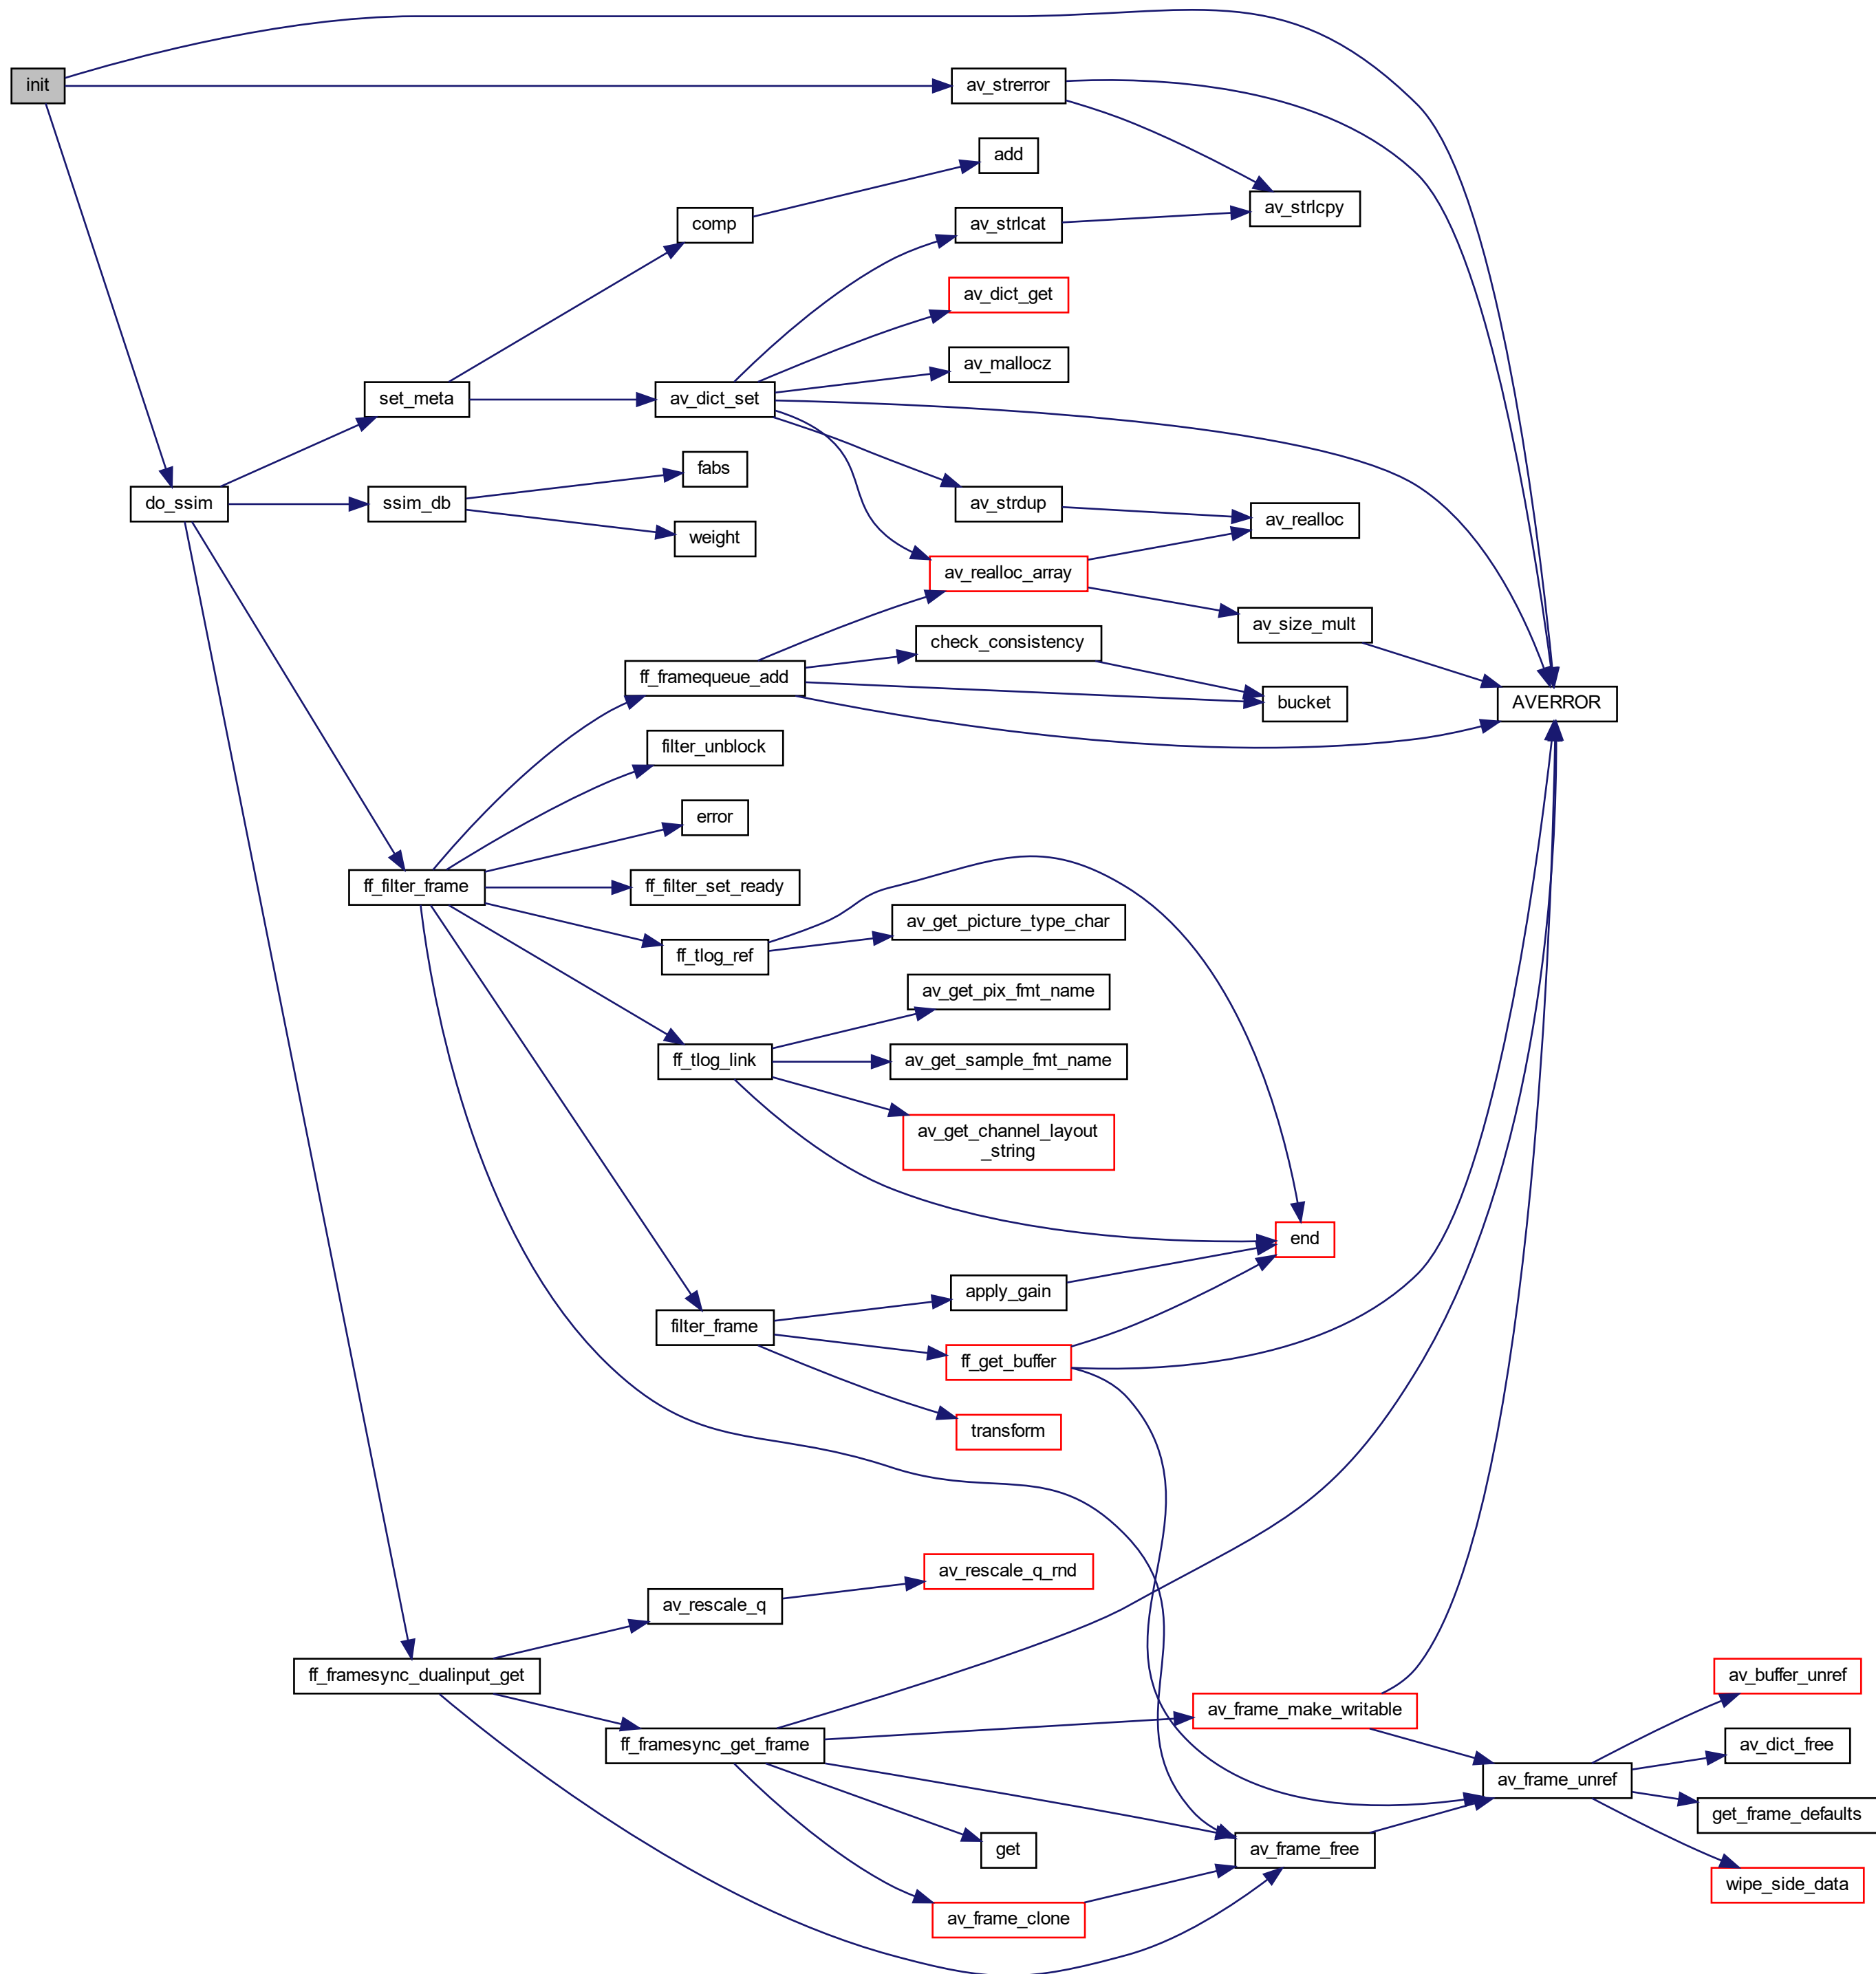 init
av_strerror
add
av_strlcpy
comp
av_strlcat
av_dict_get
av_mallocz
set_meta
av_dict_set
fabs
do_ssim
ssim_db
av_strdup
av_realloc
weight
av_realloc_array
av_size_mult
check_consistency
ff_framequeue_add
bucket
AVERROR
filter_unblock
error
ff_filter_frame
ff_filter_set_ready
av_get_picture_type_char
ff_tlog_ref
av_get_pix_fmt_name
ff_tlog_link
av_get_sample_fmt_name
av_get_channel_layout
_string
end
apply_gain
filter_frame
ff_get_buffer
transform
av_rescale_q_rnd
av_rescale_q
ff_framesync_dualinput_get
av_buffer_unref
av_frame_make_writable
ff_framesync_get_frame
av_dict_free
av_frame_unref
get_frame_defaults
get
av_frame_free
wipe_side_data
av_frame_clone